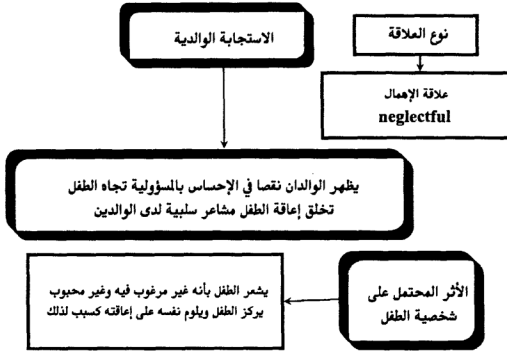 نوع العلاقة
علاقة الإهمال
neglectful
الاستجابة الوالدية
يظهر الوالدان نقصا في الإحساس بالمسؤولية تجاه الطفل
تخلق إعاقة الطفل مشاعر سلبية لدى الوالدين
الأثر المحتمل على
شخصية الطفل
يشعر الطفل بأنه غير مرغوب فيه وغير محبوب
يركز الطفل ويلوم نفسه على إعاقته كسبب لذلك